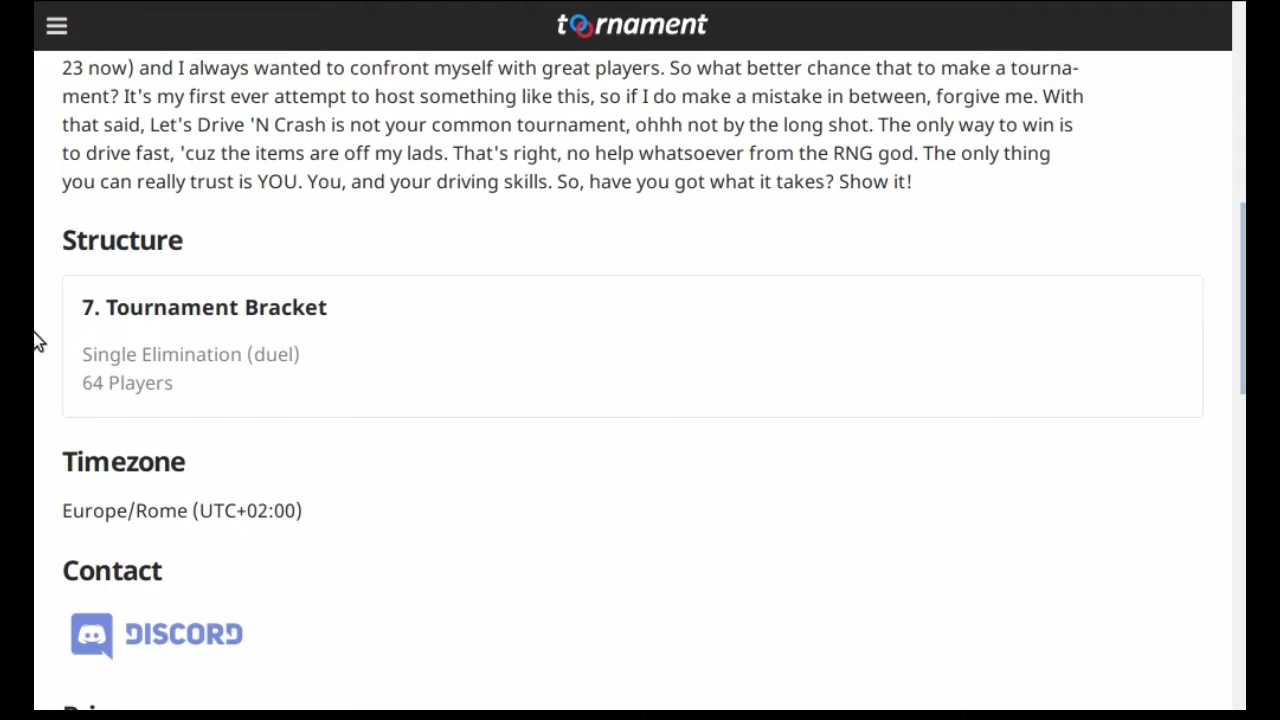 toornament
23 now) and I always wanted to confront myself with great players. So what better chance that to make a tourna-
ment? It's my first ever attempt to host something like this, so if I do make a mistake in between, forgive me. With
that said, Let's Drive 'N Crash is not your common tournament, ohhh not by the long shot. The only way to win is
to drive fast, 'cuz the items are off my lads. That's right, no help whatsoever from the RNG god. The only thing
you can really trust is YOU. You, and your driving skills. So, have you got what it takes? Show it!
Structure
7. Tournament Bracket
Single Elimination (duel)
64 Players
Timezone
Europe/Rome (UTC+02:00)
Contact
DISCORD